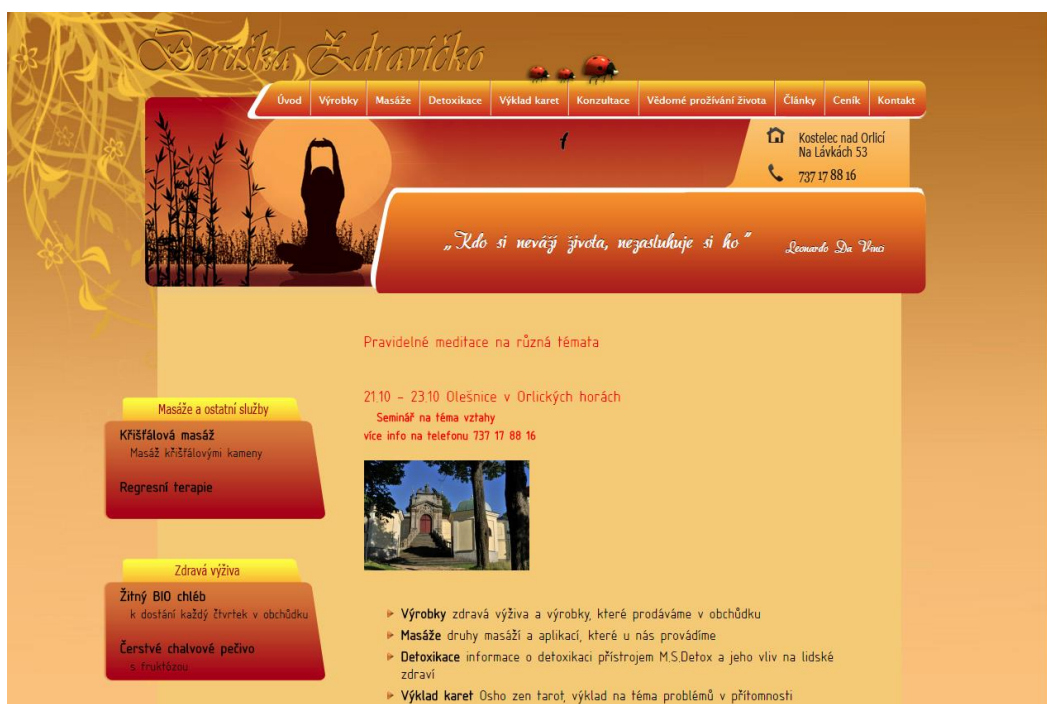 Beruška Zdravíčko
Úvod Výrobky Masáže Detoxikace Výklad karet Konzultace Vědomé prožívání života Články Ceník Kontakt
f
Kostelec nad Orlicí
Na Lávkách 53
737 17 88 16
„Kdo si neváží života, nezasluhuje si ho" Leonardo Da Vinci
Pravidelné meditace na různá témata
21.10 - 23.10 Olešnice v Orlických horách
Seminář na téma vztahy
více info na telefonu 737 17 88 16
Masáže a ostatní služby
Křišťálová masáž
Masáž křišťálovými kameny
Regresní terapie
Zdravá výživa
Žitný BIO chléb
k dostání každý čtvrtek v obchůdku
Čerstvé chalvové pečivo
s fruktózou
Výrobky zdravá výživa a výrobky, které prodáváme v obchůdku
Masáže druhy masáží a aplikací, které u nás provádíme
Detoxikace informace o detoxikaci přístrojem M.S.Detox a jeho vliv na lidské
zdraví
Výklad karet Osho zen tarot, výklad na téma problémů v přítomnosti